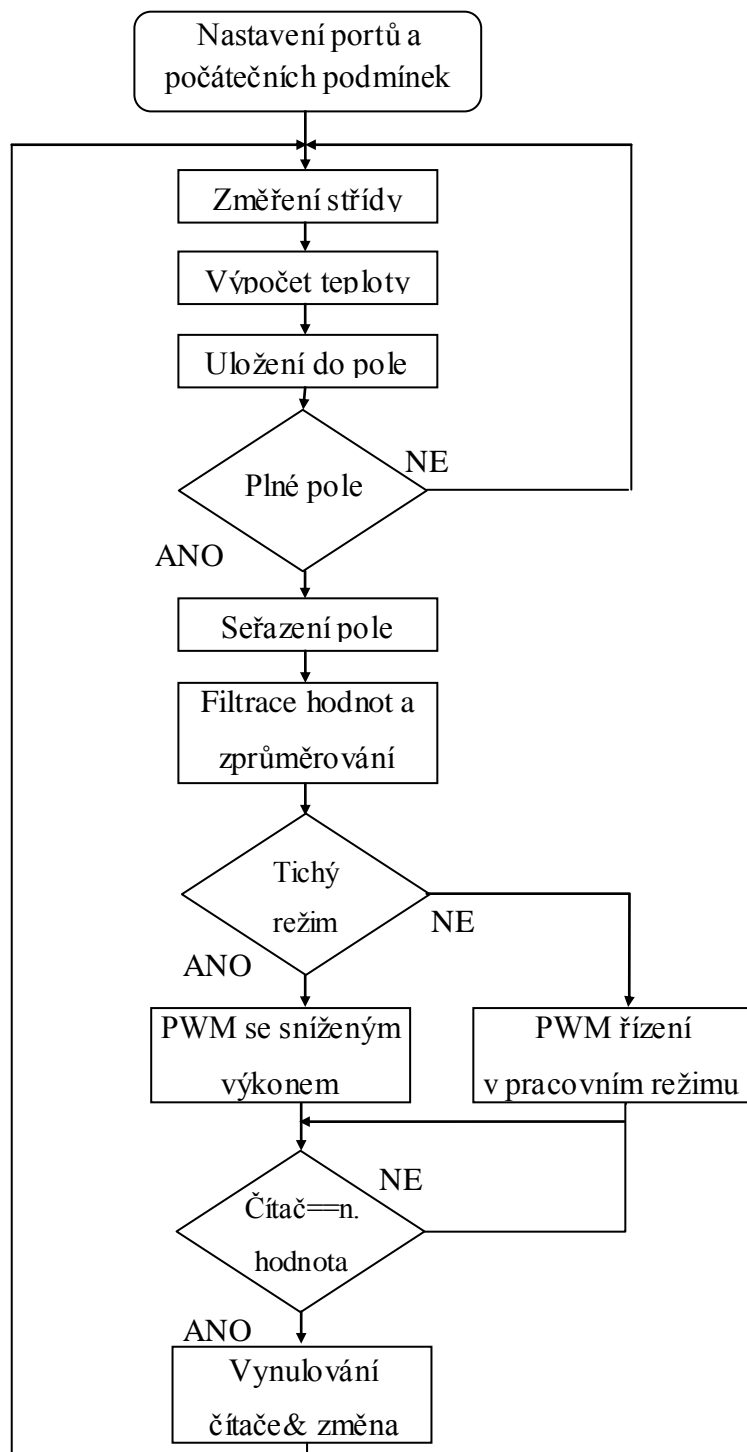 Nastavení portů a
počátečních podmínek
Změření střídy
Výpočet teploty
Uložení do pole
NE
Plné pole
ANO
Seřazení pole
Filtrace hodnot a
zprůměrování
Tichý
režim
NE
ANO
PWM se sníženým
výkonem
PWM řízení
v pracovním režimu
NE
Čítač==n.
hodnota
ANO
Vynulování
čítače& změna